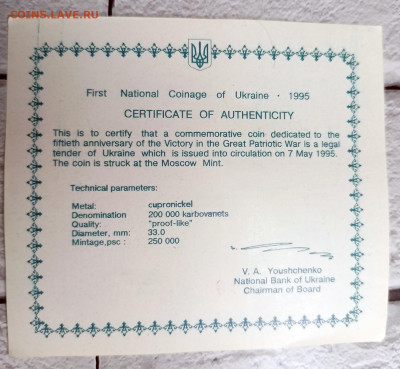 COINS.LAVE.RU
First National Coinage of Ukraine · 1995
CERTIFICATE OF AUTHENTICITY
This is to certify that a commemorative coin dedicated to the
fiftieth anniversary of the Victory in the Great Patriotic War is a legal
tender of Ukraine which is issued into circulation on 7 May 1995.
The coin is struck at the Moscow Mint.
Technical parameters:
Metal: cupronickel
Denomination 200 000 karbovanets
Quality: "proof-like"
Diameter, mm: 33.0
Mintage,psc : 250 000
V. A. Youshchenko
National Bank of Ukraine
Chairman of Board